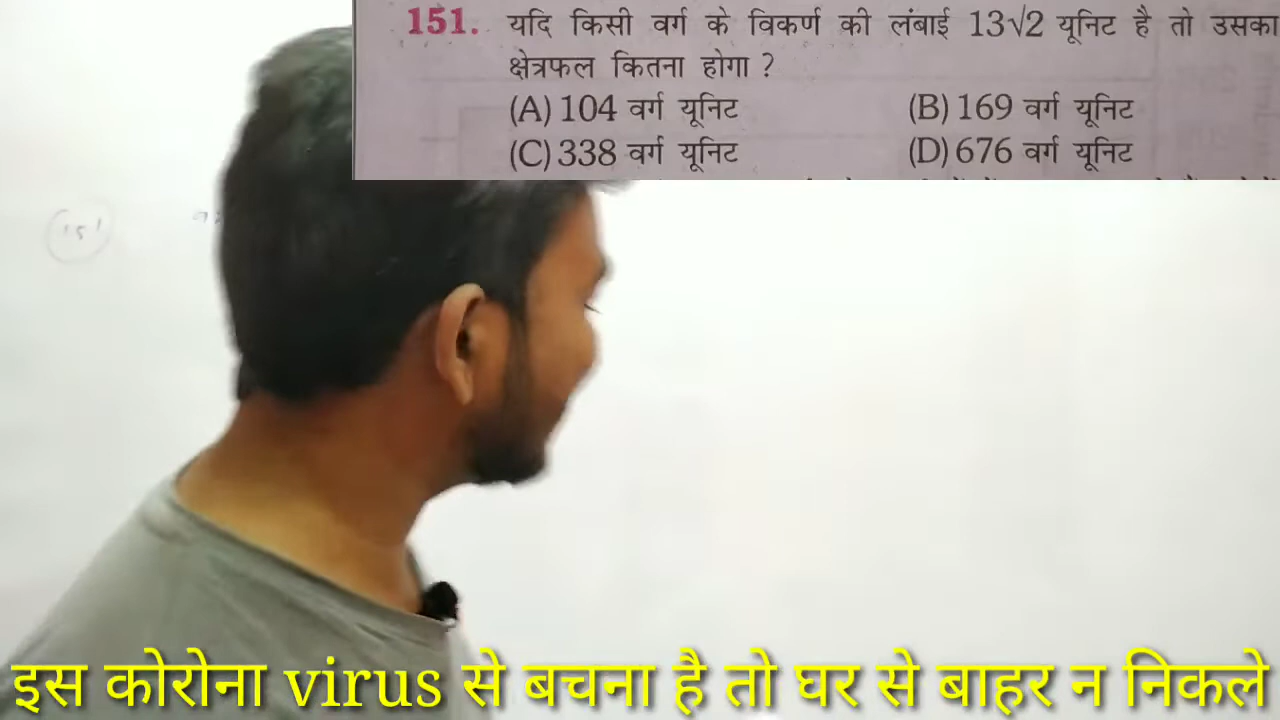 151. यदि किसी वर्ग के विकर्ण की लंबाई 13√2 यूनिट है तो उसका
क्षेत्रफल कितना होगा ?
(A) 104 वर्ग यूनिट (B) 169 वर्ग यूनिट
(C) 338 वर्ग यूनिट (D) 676 वर्ग यूनिट
151
इस कोरोना virus से बचना है तो घर से बाहर न निकले